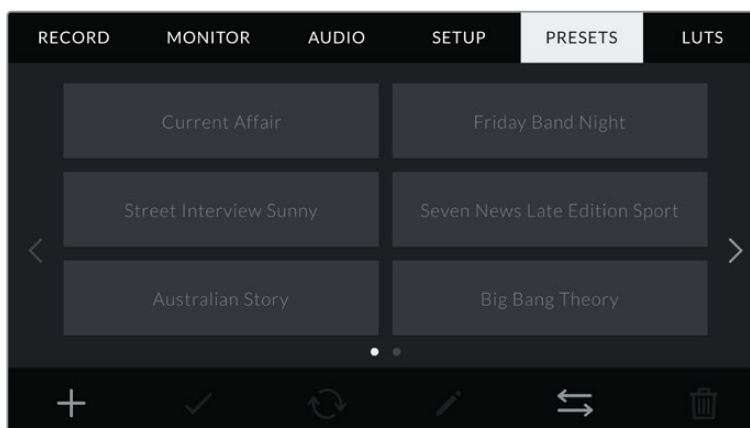 RECORD MONITOR AUDIO SETUP PRESETS LUTS
Current Affair Friday Band Night
Street Interview Sunny Seven News Late Edition Sport
Australian Story Big Bang Theory